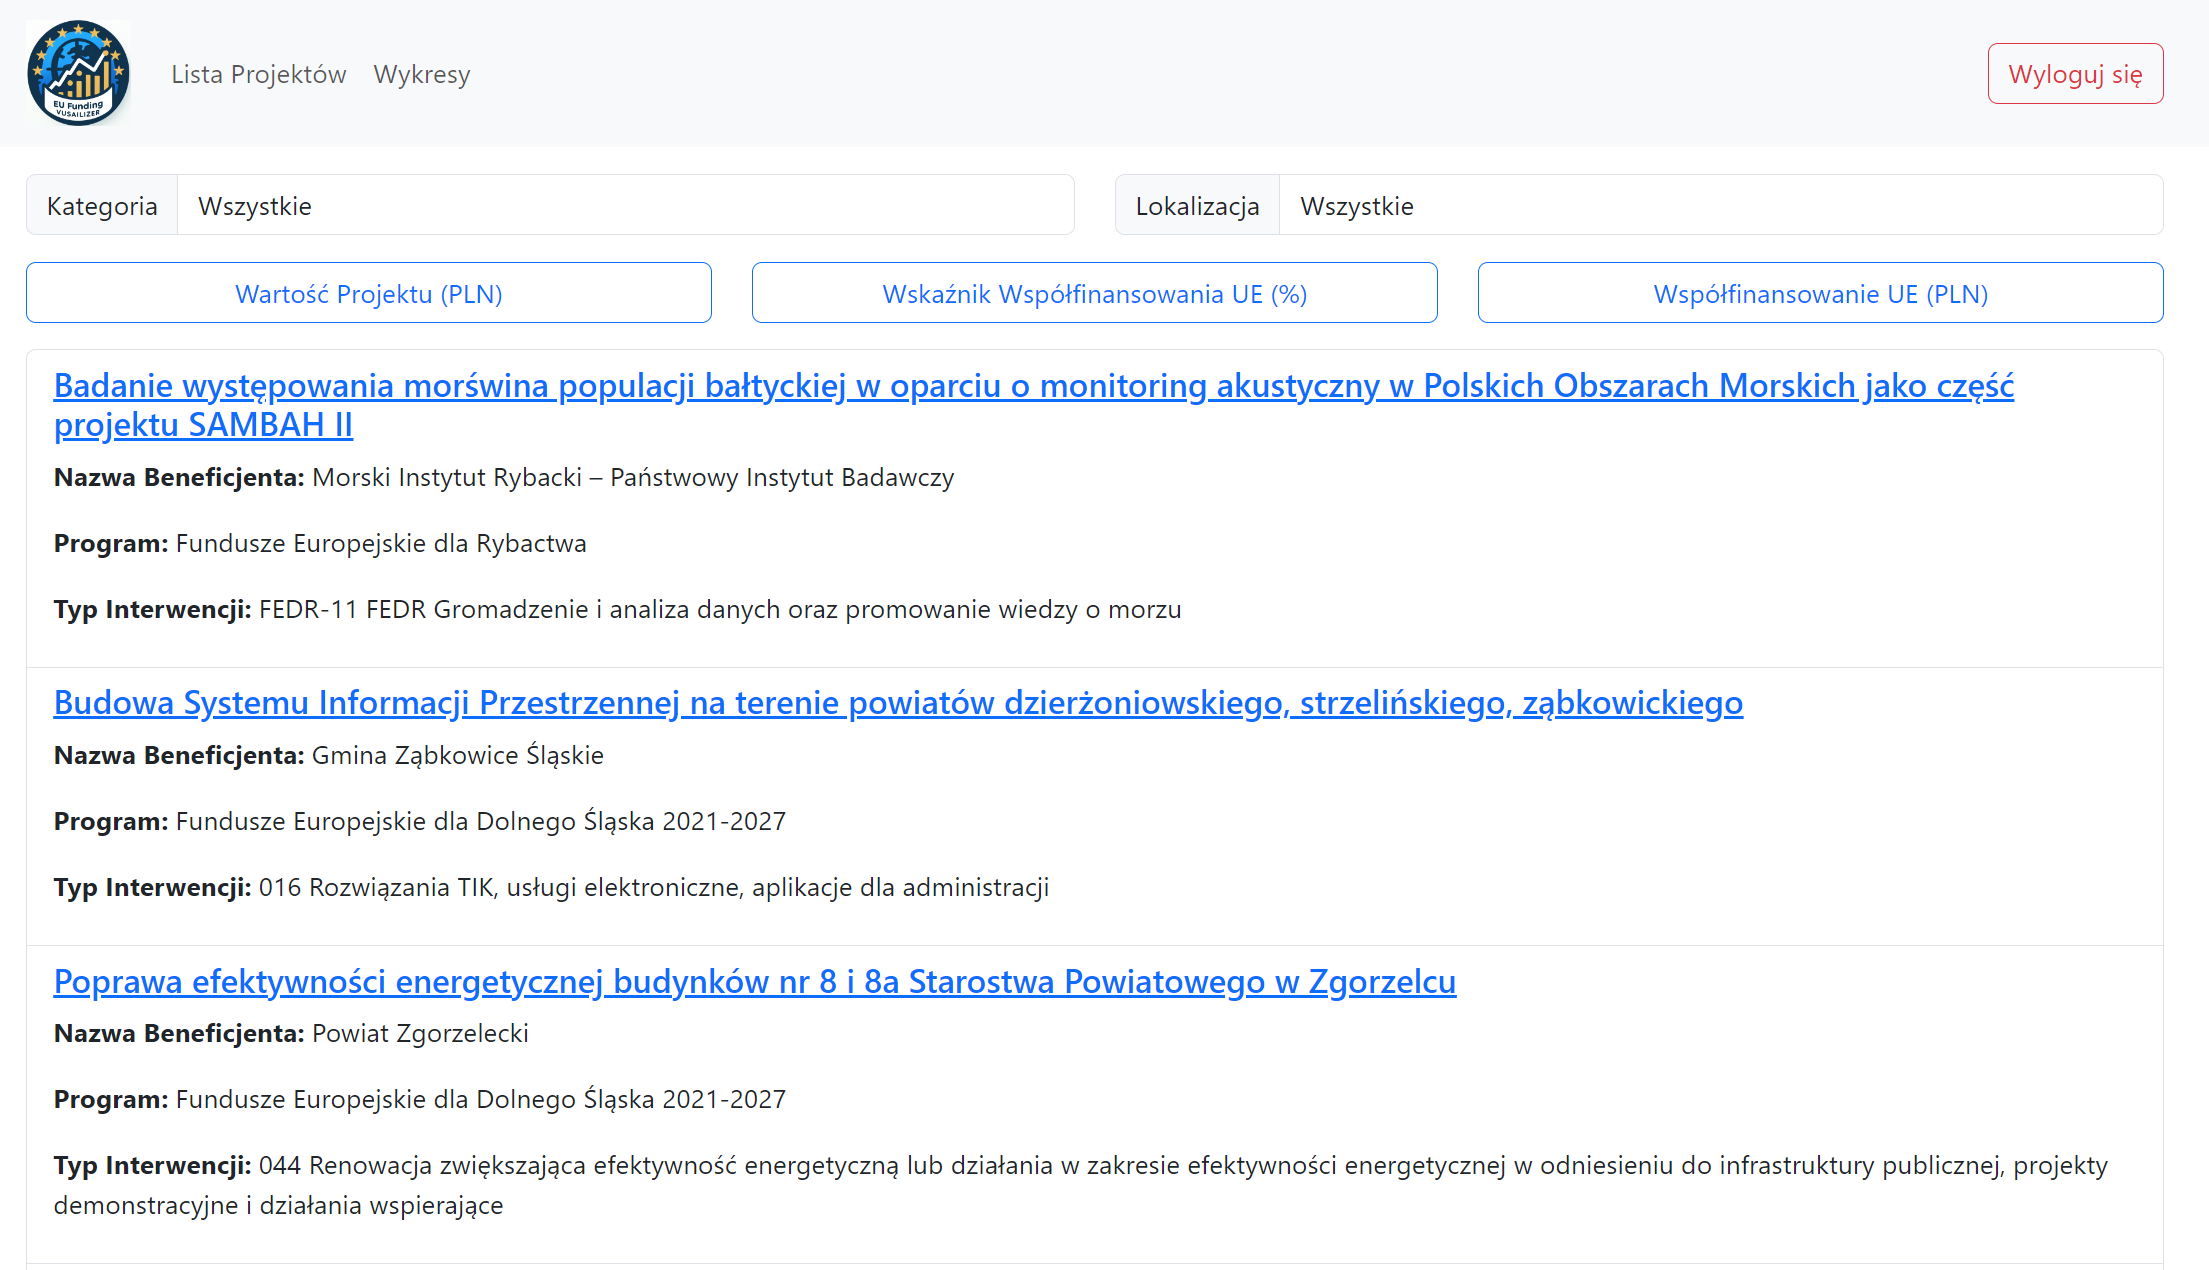 EU Funding
VUSAILIZER
Lista Projektów
Wykresy
Wyloguj się
Kategoria
Wszystkie
Lokalizacja
Wszystkie
Wartość Projektu (PLN)
Wskaźnik Współfinansowania UE (%)
Współfinansowanie UE (PLN)
Badanie występowania morświna populacji bałtyckiej w oparciu o monitoring akustyczny w Polskich Obszarach Morskich jako część
projektu SAMBAH II
Nazwa Beneficjenta: Morski Instytut Rybacki – Państwowy Instytut Badawczy
Program: Fundusze Europejskie dla Rybactwa
Typ Interwencji: FEDR-11 FEDR Gromadzenie i analiza danych oraz promowanie wiedzy o morzu
Budowa Systemu Informacji Przestrzennej na terenie powiatów dzierżoniowskiego, strzelińskiego, ząbkowickiego
Nazwa Beneficjenta: Gmina Ząbkowice Śląskie
Program: Fundusze Europejskie dla Dolnego Śląska 2021-2027
Typ Interwencji: 016 Rozwiązania TIK, usługi elektroniczne, aplikacje dla administracji
Poprawa efektywności energetycznej budynków nr 8 i 8a Starostwa Powiatowego w Zgorzelcu
Nazwa Beneficjenta: Powiat Zgorzelecki
Program: Fundusze Europejskie dla Dolnego Śląska 2021-2027
Typ Interwencji: 044 Renowacja zwiększająca efektywność energetyczną lub działania w zakresie efektywności energetycznej w odniesieniu do infrastruktury publicznej, projekty
demonstracyjne i działania wspierające